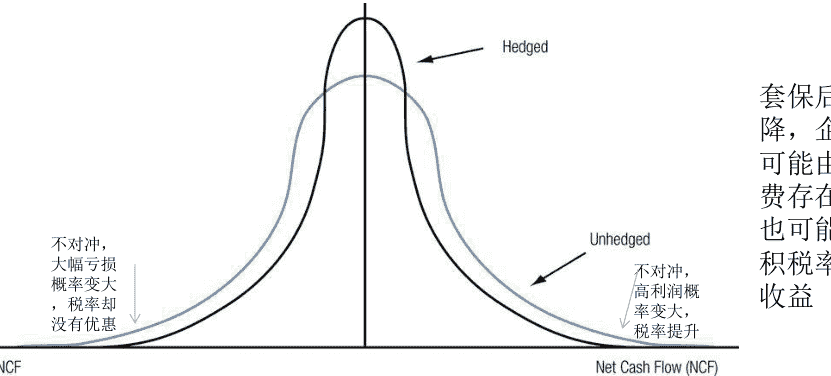 Hedged
套保后
降，企
可能由
费存在
也可能
积税率
收益
Unhedged
不对冲，
大幅亏损
概率变大
，税率却
没有优惠
不对冲，
高利润概
率变大，
税率提升
NCF
Net Cash Flow (NCF)